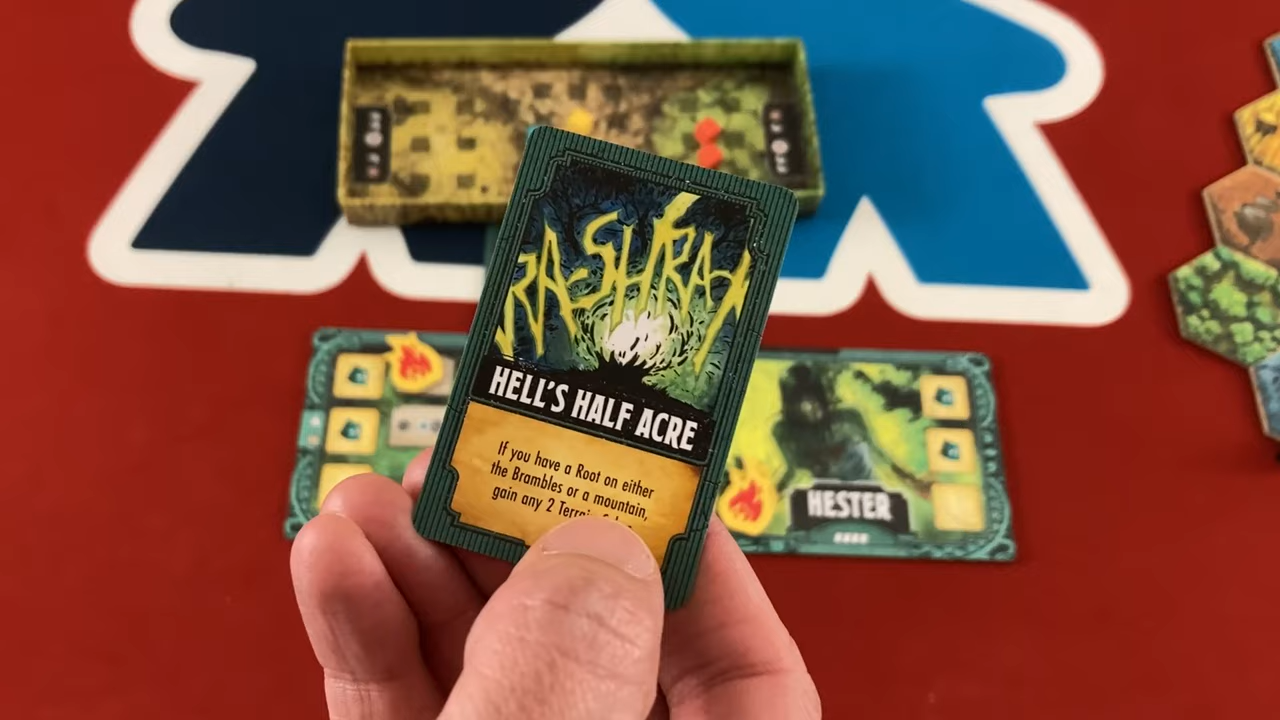 RA-SHRA
HELL'S HALF ACRE
If you have a Root on either
the Brambles or a mountain,
gain any 2 Terrain
HESTER